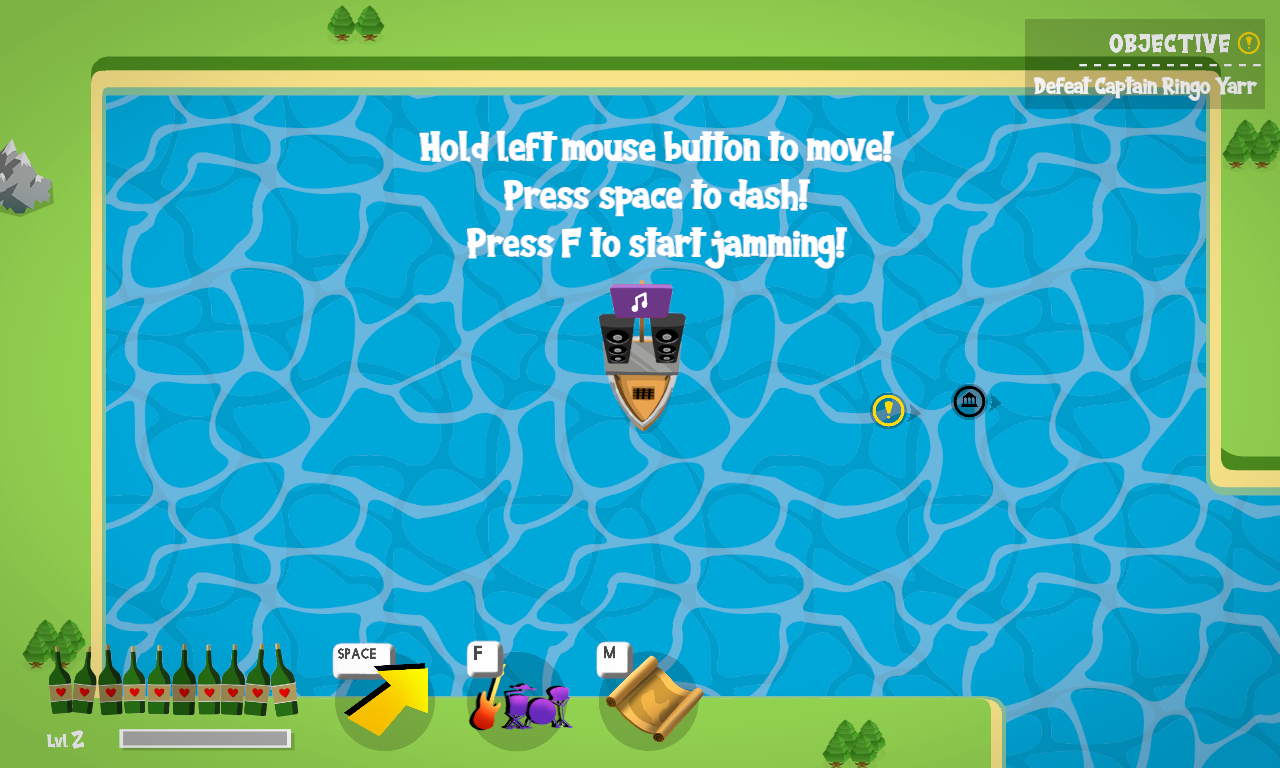 OBJECTIVE
Defeat Captain Ringo Yarr
Hold left mouse button to move!
Press space to dash!
Press F to start jamming!
SPACE
F
M
Lvl 2